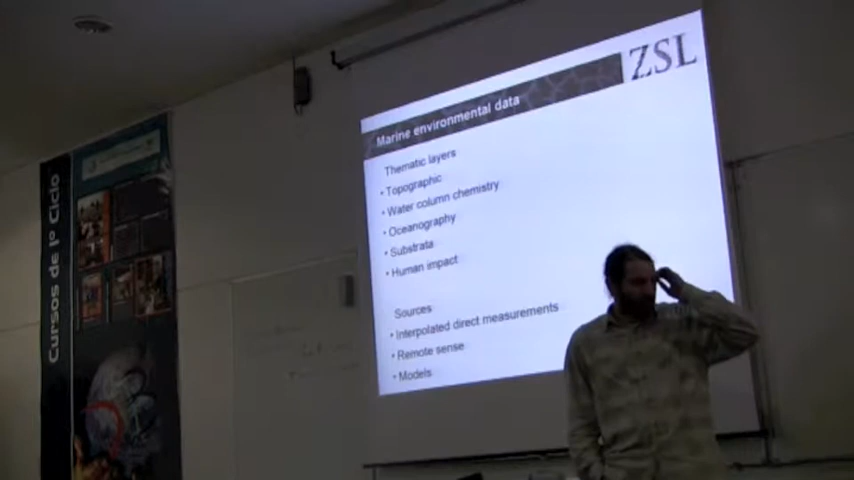 Cursos de 1º Ciclo
ZSL
Marine environmental data
Thematic layers
• Topographic
• Water column chemistry
• Oceanography
• Substrata
• Human impact
Sources
• Interpolated direct measurements
• Remote sense
• Models